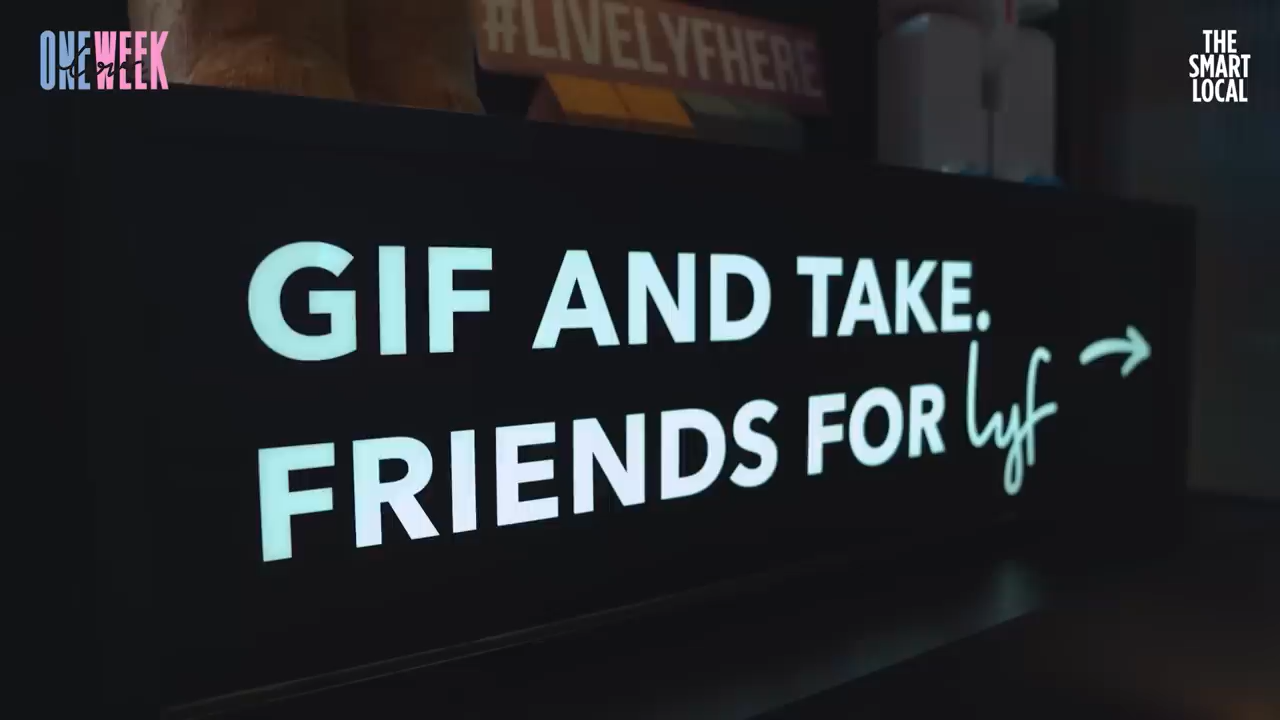 ONE WEEK
THE
SMART
LOCAL
#LIVELYFHERE
GIF AND TAKE.
FRIENDS FOR lyf